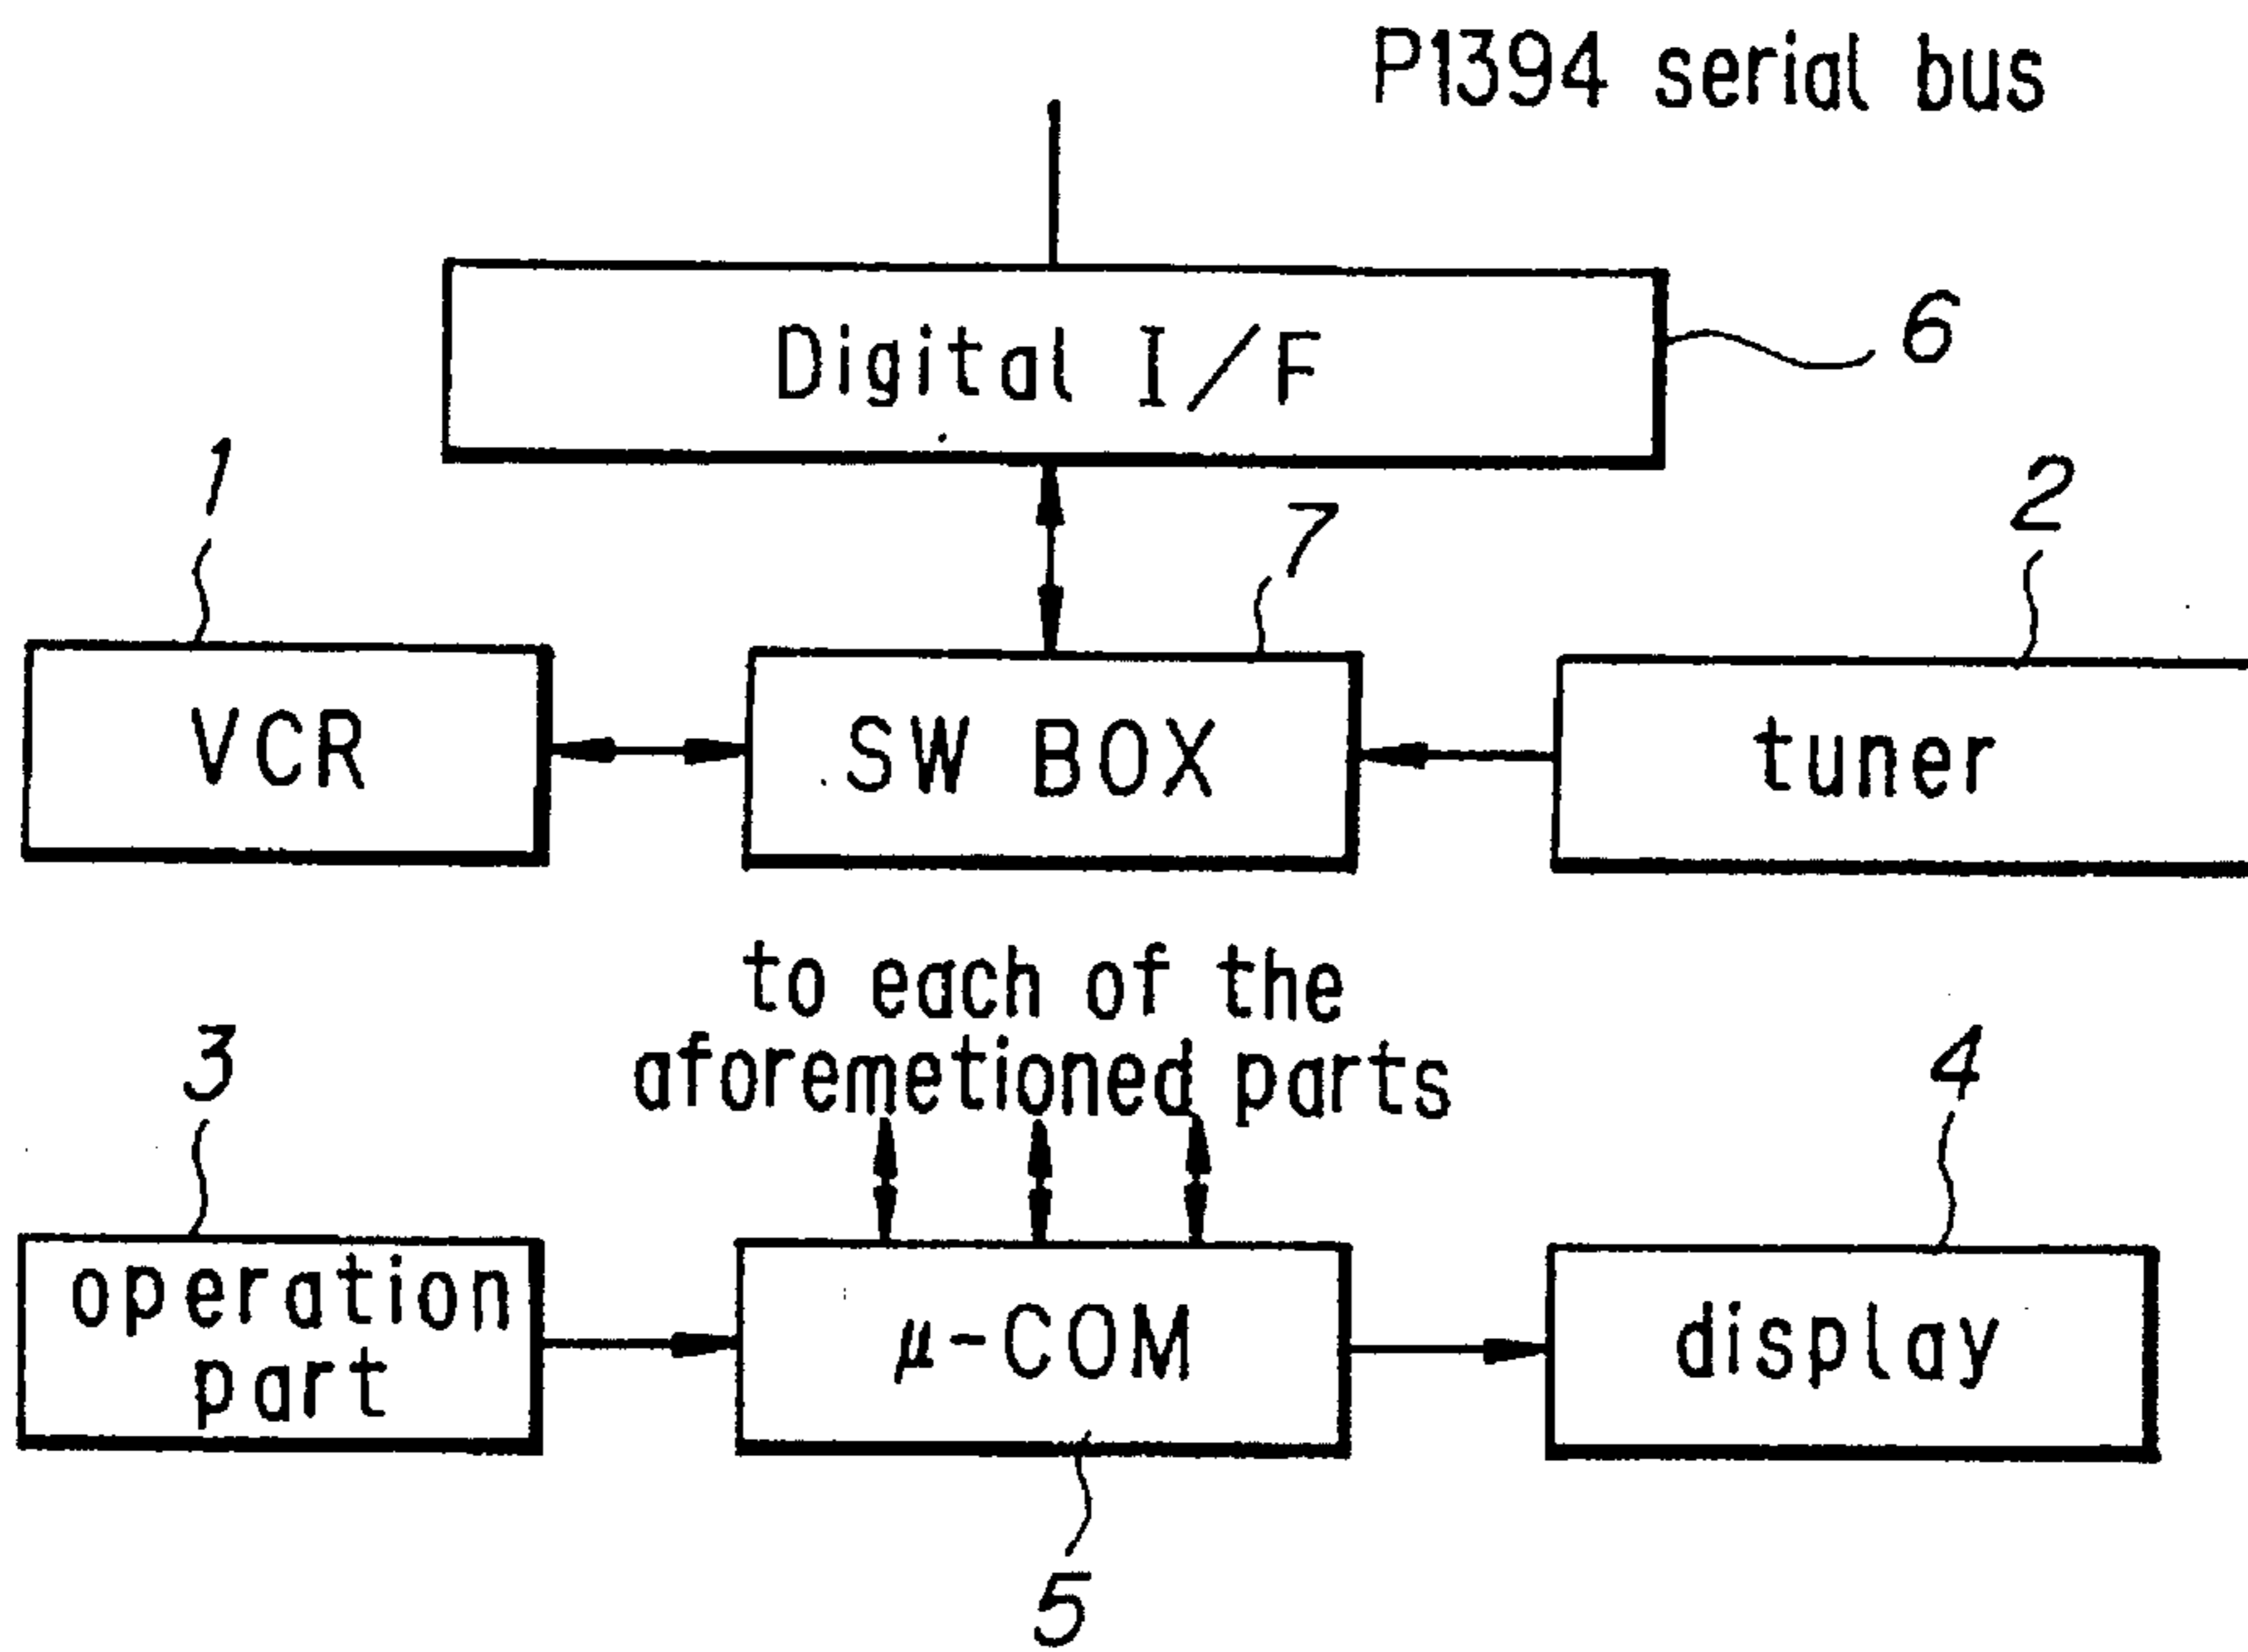 P1394 serial bus
Digital I/F
6
1
7
2
VCR
SW BOX
tuner
to each of the
aforemetioned parts
3
4
operation
part
μ-COM
display
5